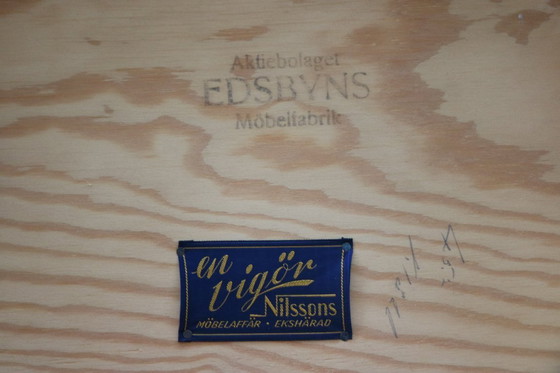 Aktiebolaget
EDSBYNS
Möbelfabrik
en
vigör
Nilssons
MÖBELAFFÄR · EKSHÄRAD